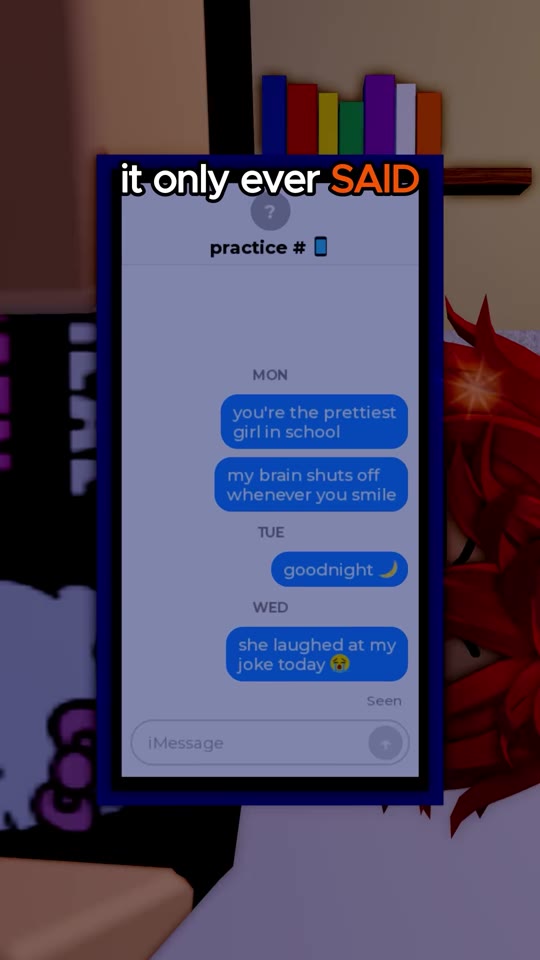 it only ever SAID
?
practice # 📱
MON
you're the prettiest
girl in school
my brain shuts off
whenever you smile
TUE
goodnight 🌙
WED
she laughed at my
joke today 😭
Seen
iMessage